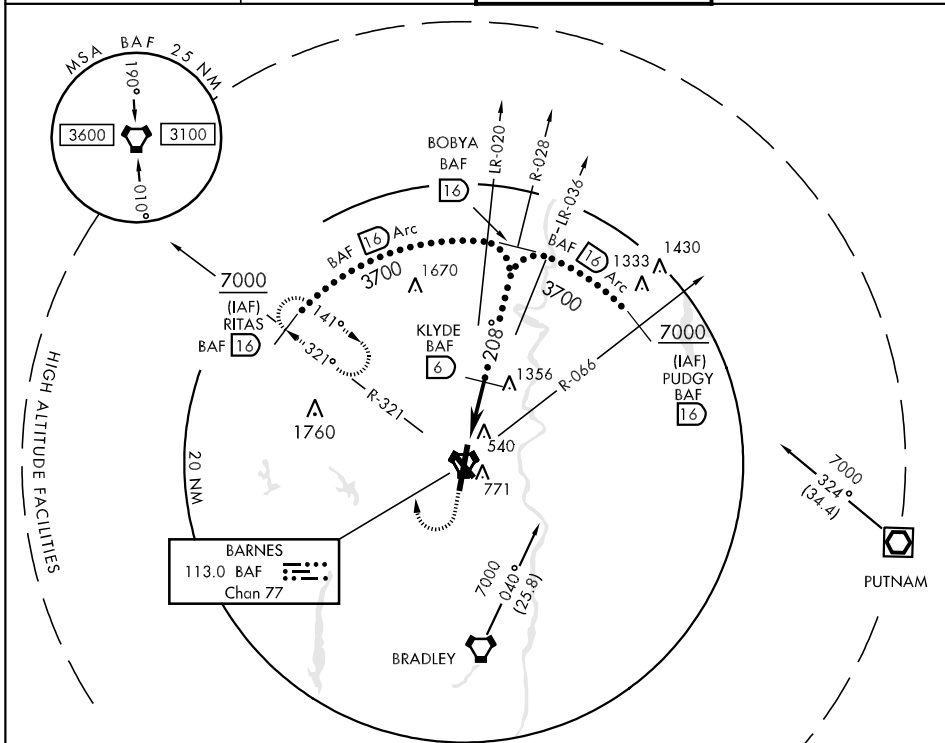 MSA BAF 25 NM
190°
3600
3100
010°
BOBYA
BAF
16
LR-020
R-028
LR-036
BAF 16 Arc
3700
1670
BAF 16 Arc
3700
1333
1430
7000
(IAF)
RITAS
BAF 16
141°
321°
R-321
KLYDE
BAF
6
208°
1356
R-066
7000
(IAF)
PUDGY
BAF
16
1760
540
771
HIGH ALTITUDE FACILITIES
20 NM
BARNES
113.0 BAF
Chan 77
7000
040°
(25.8)
BRADLEY
7000
324°
(34.4)
PUTNAM